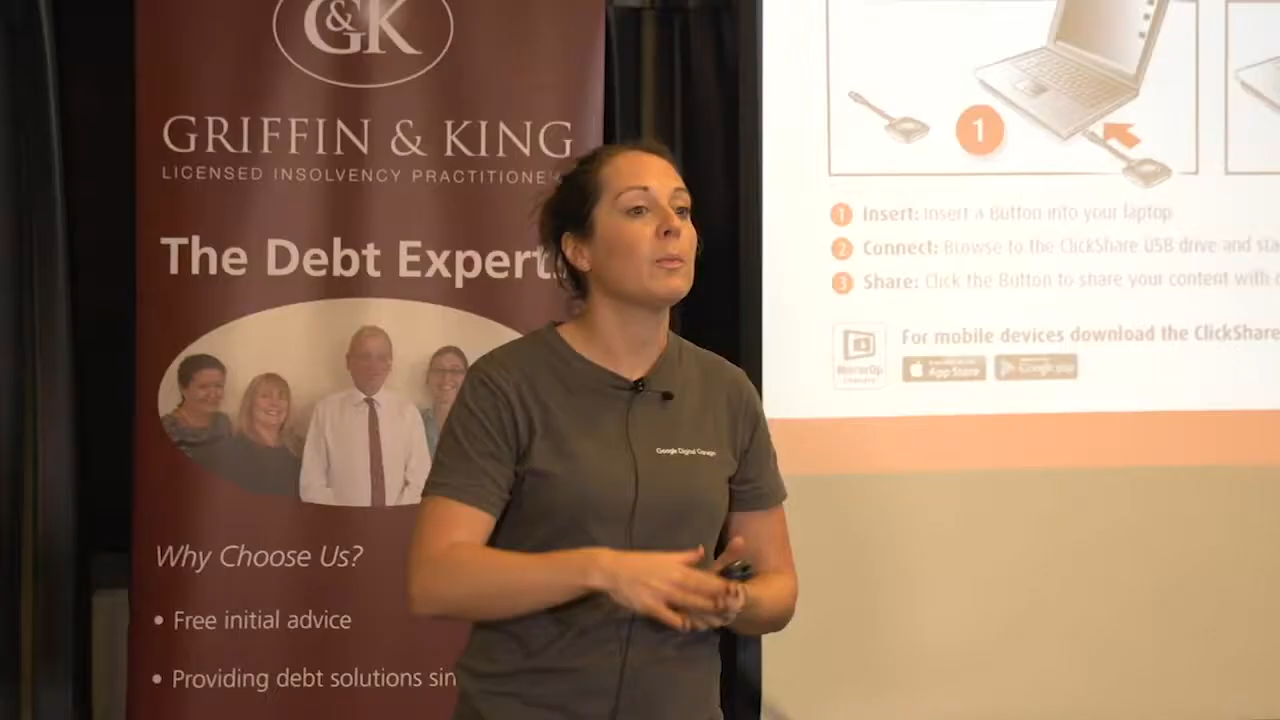 G&K
GRIFFIN & KING
LICENSED INSOLVENCY PRACTITIONE
The Debt Expert
Why Choose Us?
• Free initial advice
• Providing debt solutions sin
Google Digital Garage
1
1 Insert: Insert a Button into your laptop
2 Connect: Browse to the ClickShare USB drive and sta
3 Share: Click the Button to share your content with
For mobile devices download the ClickShare
MirrorOp
App Store
Google play